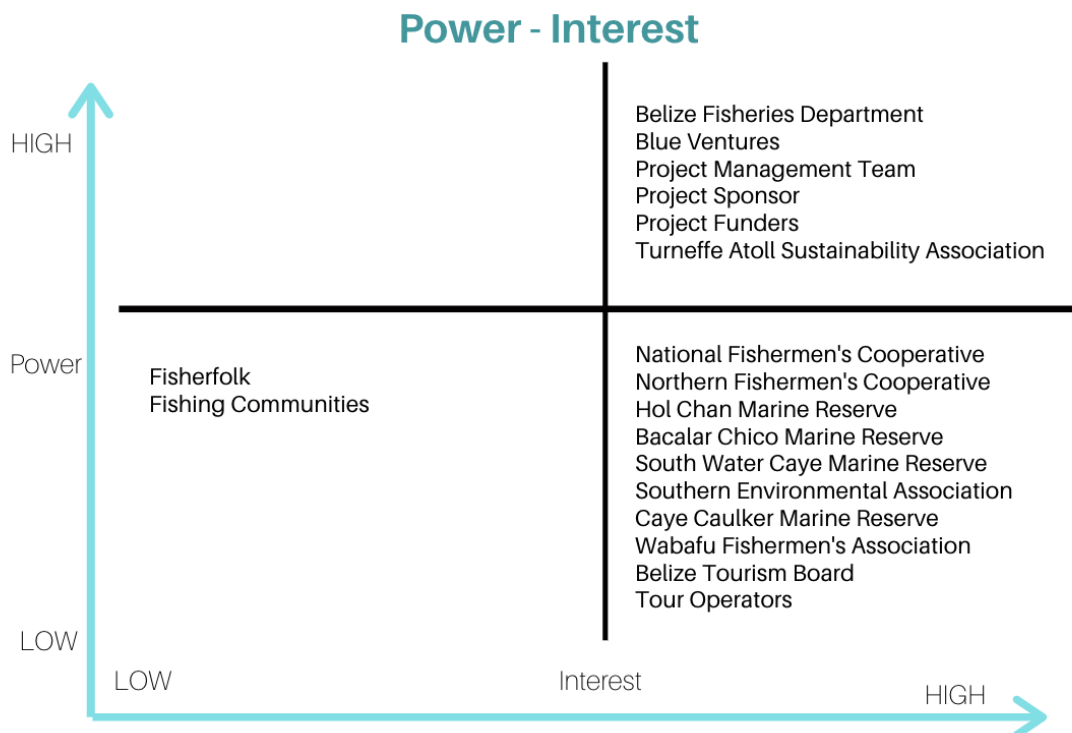 Power - Interest
HIGH
Belize Fisheries Department
Blue Ventures
Project Management Team
Project Sponsor
Project Funders
Turneffe Atoll Sustainability Association
Power
Fisherfolk
Fishing Communities
National Fishermen's Cooperative
Northern Fishermen's Cooperative
Hol Chan Marine Reserve
Bacalar Chico Marine Reserve
South Water Caye Marine Reserve
Southern Environmental Association
Caye Caulker Marine Reserve
Wabafu Fishermen's Association
Belize Tourism Board
Tour Operators
LOW
LOW
Interest
HIGH